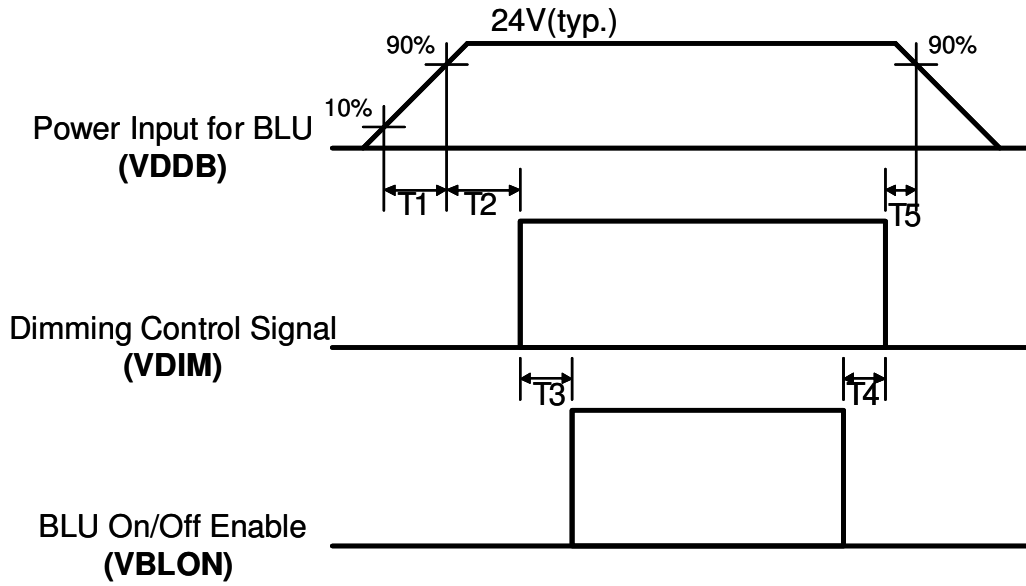 24V(typ.)
90%
90%
10%
Power Input for BLU
(VDDB)
T1
T2
T5
Dimming Control Signal
(VDIM)
T3
T4
BLU On/Off Enable
(VBLON)